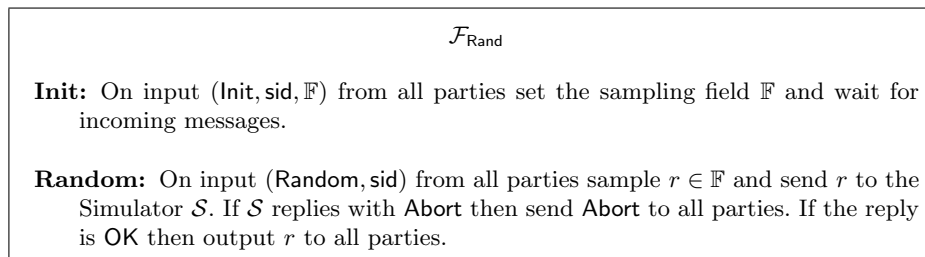 𝓕_Rand
Init: On input (Init, sid, 𝔽) from all parties set the sampling field 𝔽 and wait for
incoming messages.
Random: On input (Random, sid) from all parties sample r ∈ 𝔽 and send r to the
Simulator 𝒮. If 𝒮 replies with Abort then send Abort to all parties. If the reply
is OK then output r to all parties.